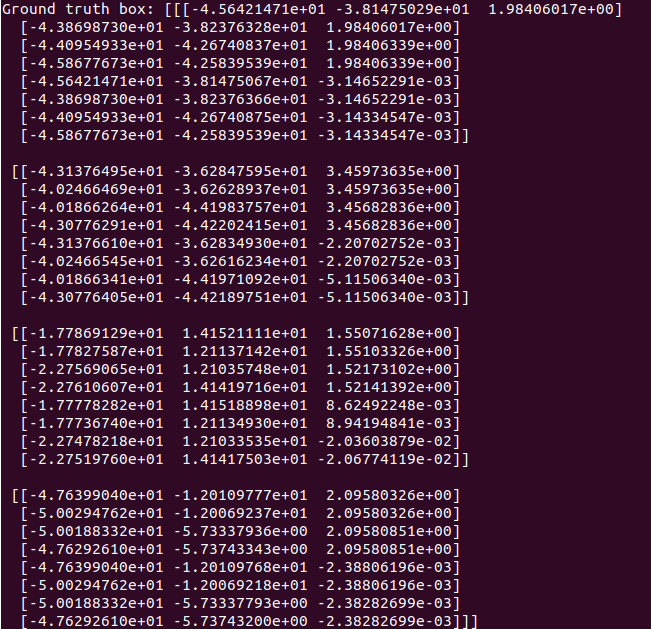 Ground truth box: [[[-4.56421471e+01 -3.81475029e+01  1.98406017e+00]
  [-4.38698730e+01 -3.82376328e+01  1.98406017e+00]
  [-4.40954933e+01 -4.26740837e+01  1.98406339e+00]
  [-4.58677673e+01 -4.25839539e+01  1.98406339e+00]
  [-4.56421471e+01 -3.81475067e+01 -3.14652291e-03]
  [-4.38698730e+01 -3.82376366e+01 -3.14652291e-03]
  [-4.40954933e+01 -4.26740875e+01 -3.14334547e-03]
  [-4.58677673e+01 -4.25839539e+01 -3.14334547e-03]]

 [[-4.31376495e+01 -3.62847595e+01  3.45973635e+00]
  [-4.02466469e+01 -3.62628937e+01  3.45973635e+00]
  [-4.01866264e+01 -4.41983757e+01  3.45682836e+00]
  [-4.30776291e+01 -4.42202415e+01  3.45682836e+00]
  [-4.31376610e+01 -3.62834930e+01 -2.20702752e-03]
  [-4.02466545e+01 -3.62616234e+01 -2.20702752e-03]
  [-4.01866341e+01 -4.41971092e+01 -5.11506340e-03]
  [-4.30776405e+01 -4.42189751e+01 -5.11506340e-03]]

 [[-1.77869129e+01  1.41521111e+01  1.55071628e+00]
  [-1.77827587e+01  1.21137142e+01  1.55103326e+00]
  [-2.27569065e+01  1.21035748e+01  1.52173102e+00]
  [-2.27610607e+01  1.41419716e+01  1.52141392e+00]
  [-1.77778282e+01  1.41518898e+01  8.62492248e-03]
  [-1.77736740e+01  1.21134930e+01  8.94194841e-03]
  [-2.27478218e+01  1.21033535e+01 -2.03603879e-02]
  [-2.27519760e+01  1.41417503e+01 -2.06774119e-02]]

 [[-4.76399040e+01 -1.20109777e+01  2.09580326e+00]
  [-5.00294762e+01 -1.20069237e+01  2.09580326e+00]
  [-5.00188332e+01 -5.73337936e+00  2.09580851e+00]
  [-4.76292610e+01 -5.73743343e+00  2.09580851e+00]
  [-4.76399040e+01 -1.20109768e+01 -2.38806196e-03]
  [-5.00294762e+01 -1.20069218e+01 -2.38806196e-03]
  [-5.00188332e+01 -5.73337793e+00 -2.38282699e-03]
  [-4.76292610e+01 -5.73743200e+00 -2.38282699e-03]]]